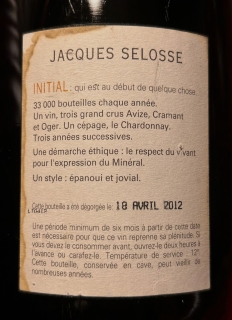 JACQUES SELOSSE
INITIAL : qui est au début de quelque chose.
33 000 bouteilles chaque année.
Un vin, trois grand crus Avize, Cramant
et Oger. Un cépage, le Chardonnay.
Trois années successives.
Une démarche éthique : le respect du vivant
pour l'expression du Minéral.
Un style : épanoui et jovial.
Cette bouteille a été dégorgée le : 18 AVRIL 2012
Une période minimum de six mois à partir de cette date
est nécessaire pour que ce vin reprenne sa plénitude. Si
vous devez le consommer avant, ouvrez-le deux heures à
l'avance ou carafez-le. Température de service : 12°.
Cette bouteille, conservée en cave, peut vieillir de
nombreuses années.